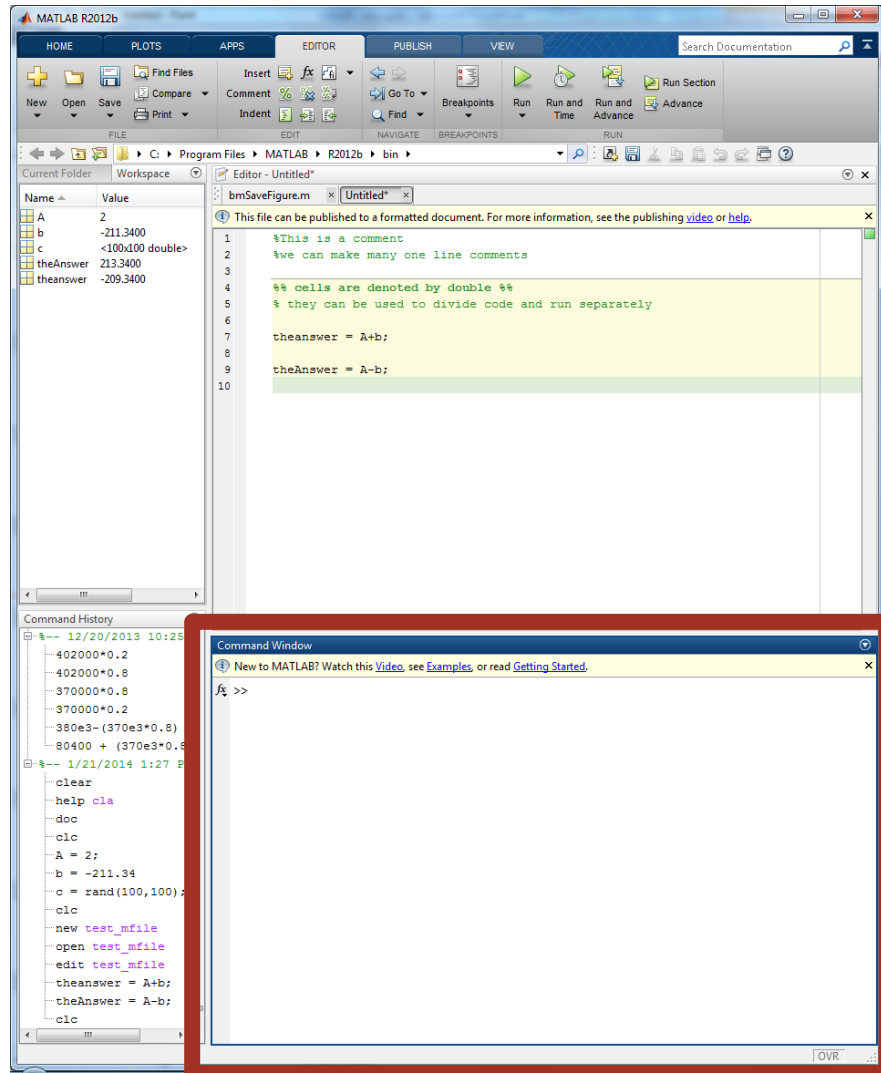 MATLAB R2012b
HOME PLOTS APPS EDITOR PUBLISH VIEW Search Documentation
New Open Save Find Files Compare Print
FILE
Insert fx Comment Indent
EDIT
Go To Find
NAVIGATE
Breakpoints
BREAKPOINTS
Run Run and Time Run and Advance Run Section Advance
RUN
C: Program Files MATLAB R2012b bin
Current Folder Workspace
Name Value
A 2
b -211.3400
c <100x100 double>
theAnswer 213.3400
theanswer -209.3400
Editor - Untitled*
bmSaveFigure.m × Untitled* ×
This file can be published to a formatted document. For more information, see the publishing video or help.
1 %This is a comment
2 %we can make many one line comments
3
4 %% cells are denoted by double %%
5 % they can be used to divide code and run separately
6
7 theanswer = A+b;
8
9 theAnswer = A-b;
10
Command History
%-- 12/20/2013 10:25
402000*0.2
402000*0.8
370000*0.8
370000*0.2
380e3-(370e3*0.8)
80400 + (370e3*0.8
%-- 1/21/2014 1:27 P
clear
help cla
doc
clc
A = 2;
b = -211.34
c = rand(100,100);
clc
new test_mfile
open test_mfile
edit test_mfile
theanswer = A+b;
theAnswer = A-b;
clc
Command Window
New to MATLAB? Watch this Video, see Examples, or read Getting Started.
fx >>
OVR